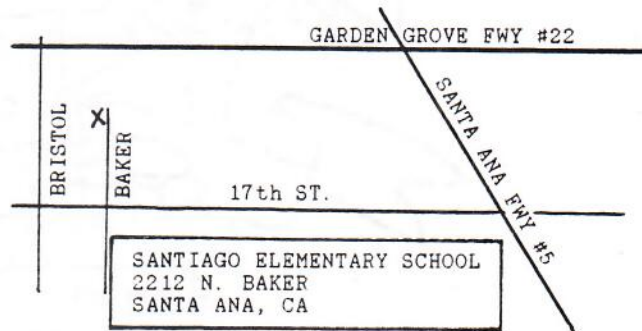 GARDEN GROVE FWY #22
SANTA ANA FWY #5
BRISTOL
X
BAKER
17th ST.
SANTIAGO ELEMENTARY SCHOOL
2212 N. BAKER
SANTA ANA, CA